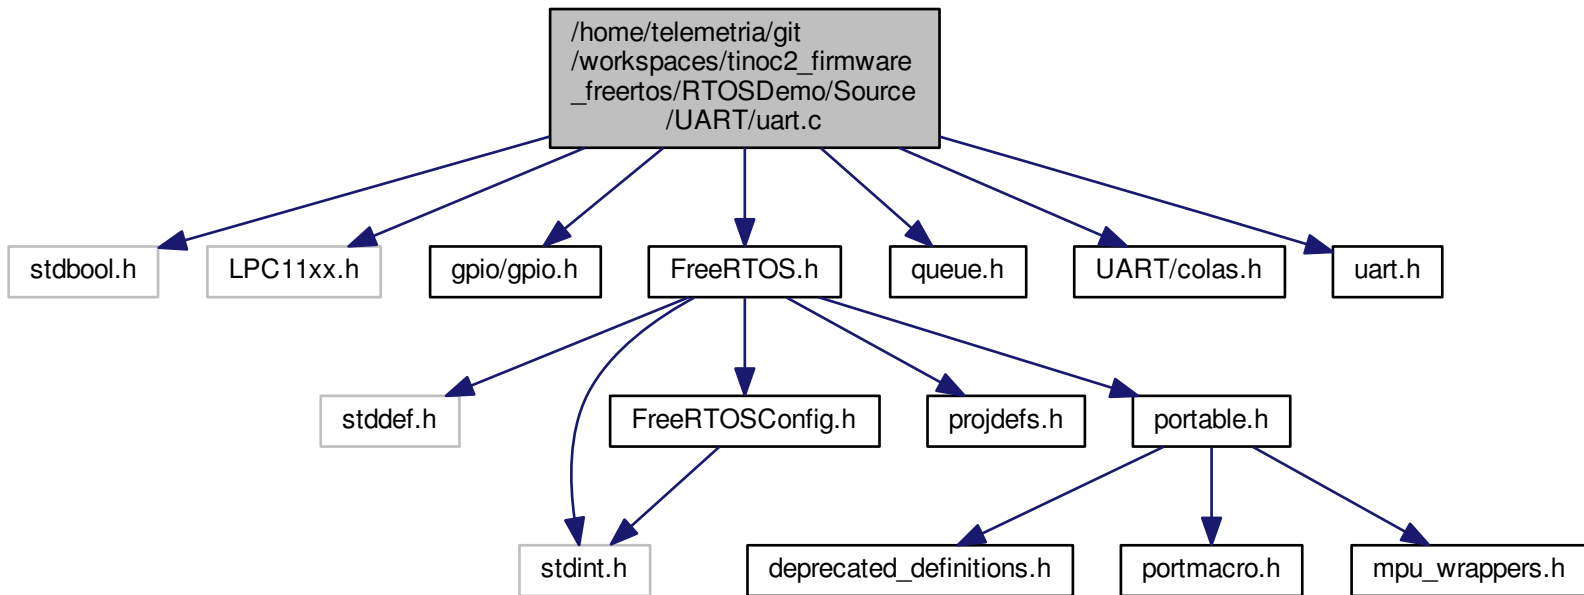 /home/telemetria/git
/workspaces/tinoc2_firmware
_freertos/RTOSDemo/Source
/UART/uart.c
stdbool.h
LPC11xx.h
gpio/gpio.h
FreeRTOS.h
queue.h
UART/colas.h
uart.h
stddef.h
FreeRTOSConfig.h
projdefs.h
portable.h
stdint.h
deprecated_definitions.h
portmacro.h
mpu_wrappers.h